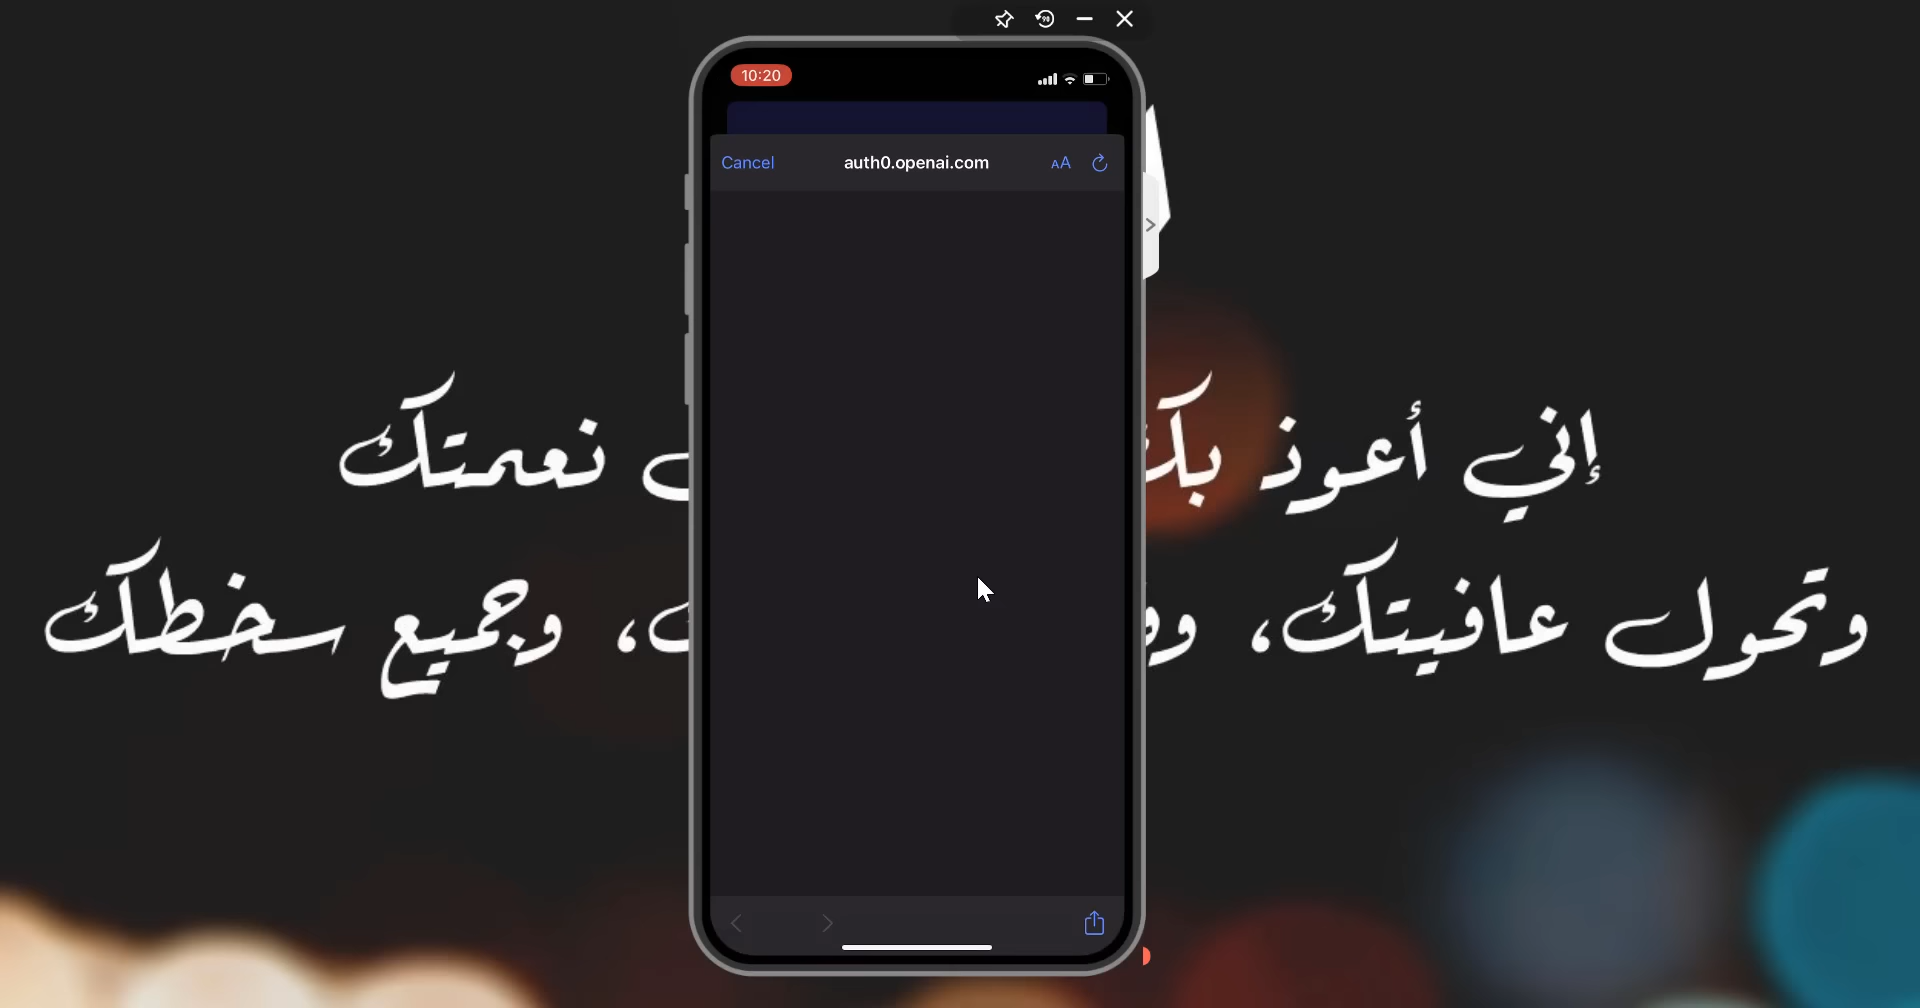 10:20
Cancel
auth0.openai.com
AA
إني أعوذ بك نعمتك
وتحول عافيتك، وجميع سخطك